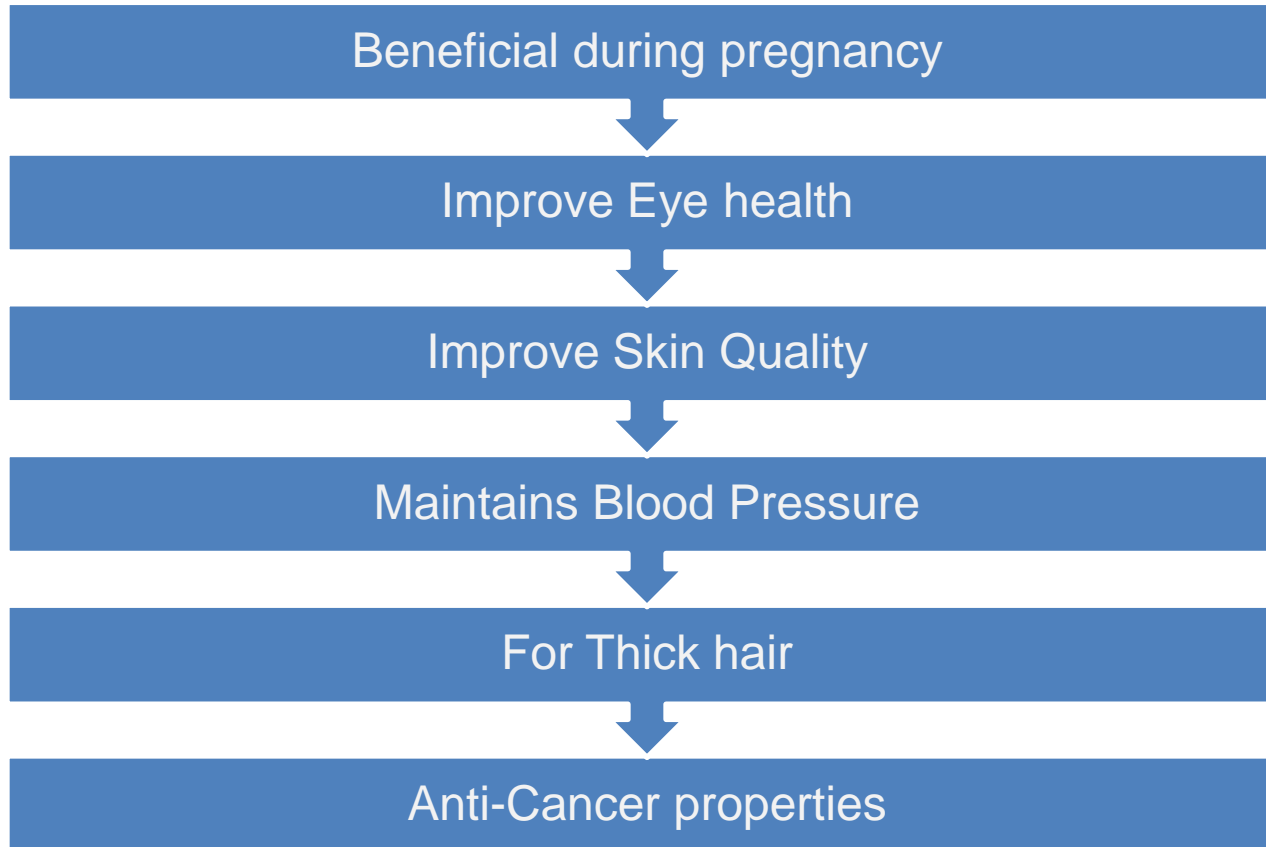 Beneficial during pregnancy
Improve Eye health
Improve Skin Quality
Maintains Blood Pressure
For Thick hair
Anti-Cancer properties